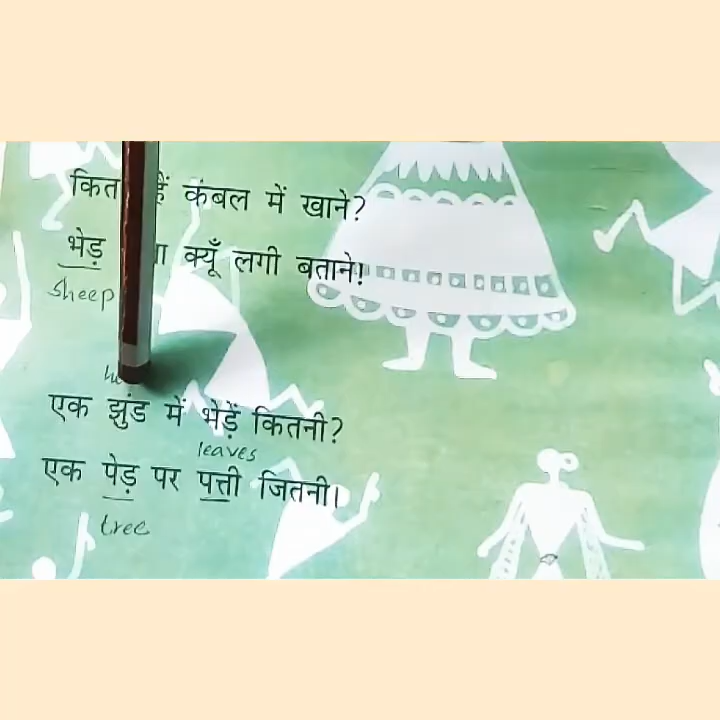 कित हैं कंबल में खाने?
भेड़ क्यूँ लगी बताने!
sheep
एक झुंड में भेड़ें कितनी?
leaves
एक पेड़ पर पत्ती जितनी।
tree